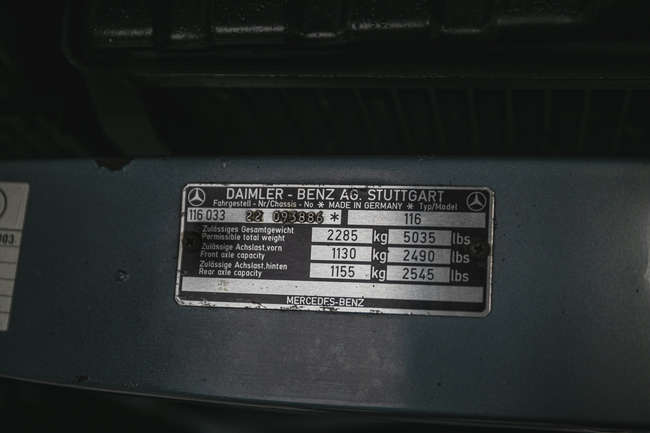 DAIMLER - BENZ AG. STUTTGART
Fahrgestell - Nr/Chassis - No * MADE IN GERMANY * Typ/Model
116 033 22 093886 * 116
Zulässiges Gesamtgewicht
Permissible total weight 2285 kg 5035 lbs
Zulässige Achslast,vorn
Front axle capacity 1130 kg 2490 lbs
Zulässige Achslast,hinten
Rear axle capacity 1155 kg 2545 lbs
MERCEDES-BENZ